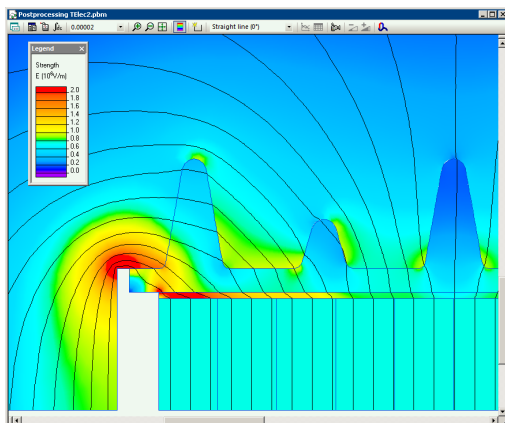 Postprocessing TElec2.pbm
0.00002
Straight line (0°)
Legend
Strength
E (10⁶V/m)
2.0
1.8
1.6
1.4
1.2
1.0
0.8
0.6
0.4
0.2
0.0